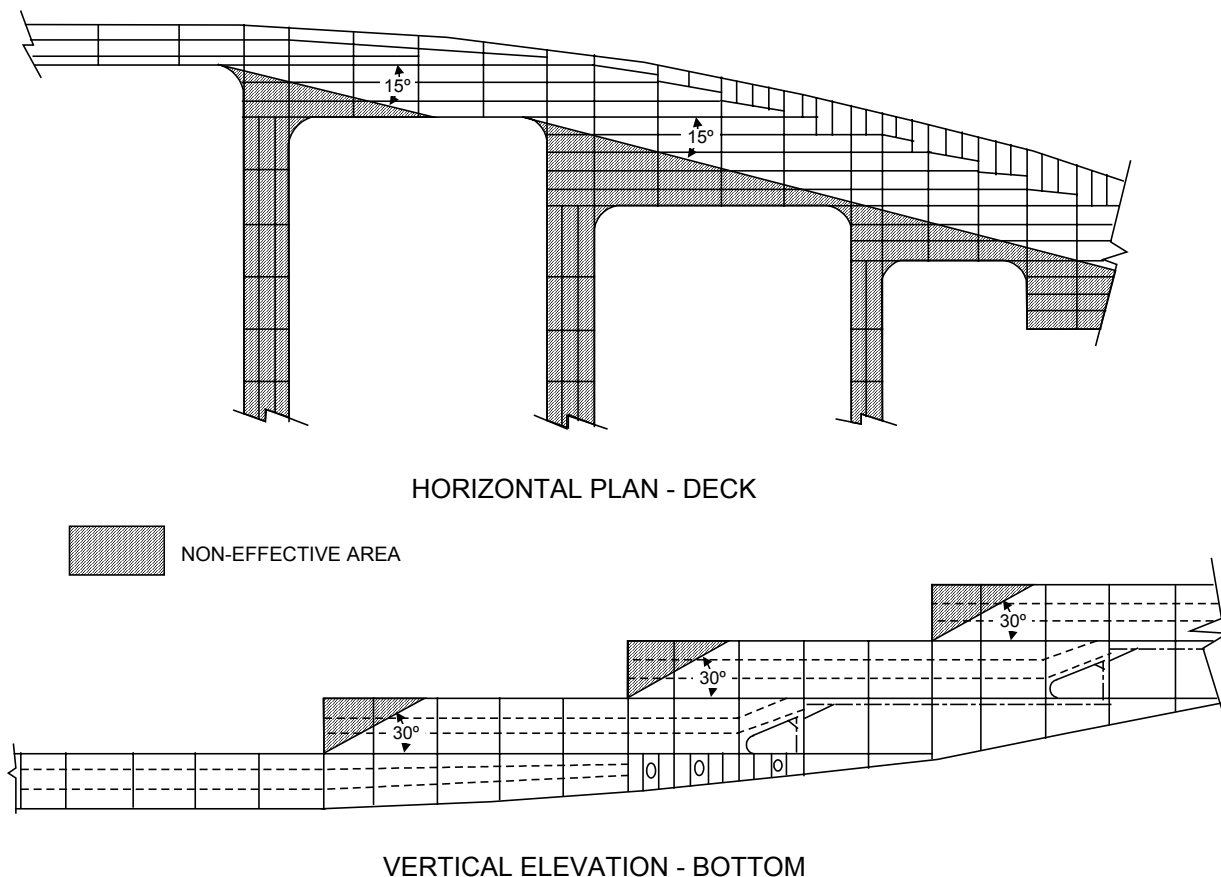 15º
15º
HORIZONTAL PLAN - DECK
NON-EFFECTIVE AREA
30º
30º
30º
VERTICAL ELEVATION - BOTTOM